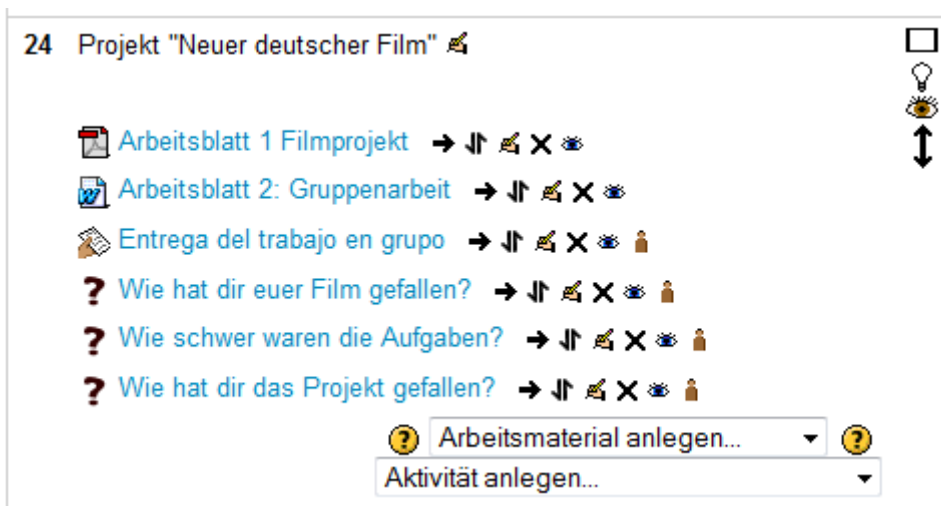 24 Projekt "Neuer deutscher Film"
Arbeitsblatt 1 Filmprojekt
Arbeitsblatt 2: Gruppenarbeit
Entrega del trabajo en grupo
Wie hat dir euer Film gefallen?
Wie schwer waren die Aufgaben?
Wie hat dir das Projekt gefallen?
Arbeitsmaterial anlegen...
Aktivität anlegen...